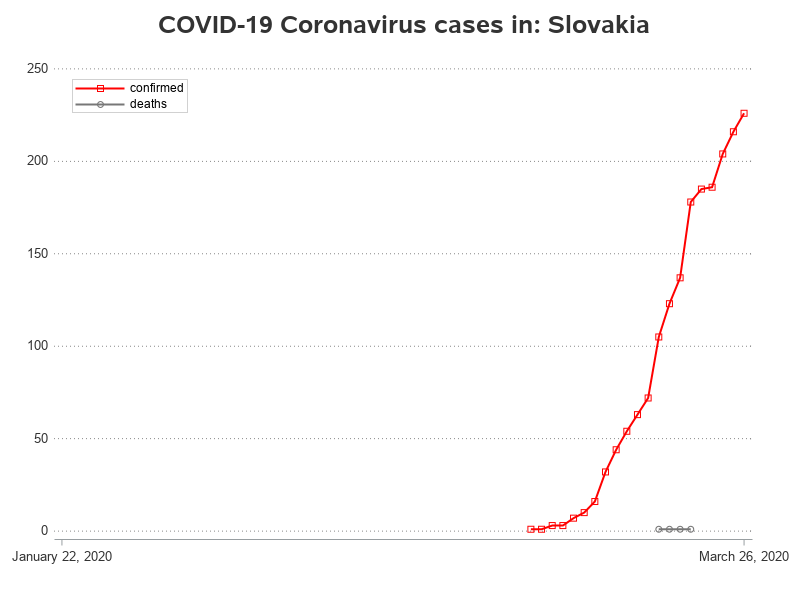 COVID-19 Coronavirus cases in: Slovakia
250
confirmed
deaths
200
150
100
50
0
January 22, 2020
March 26, 2020